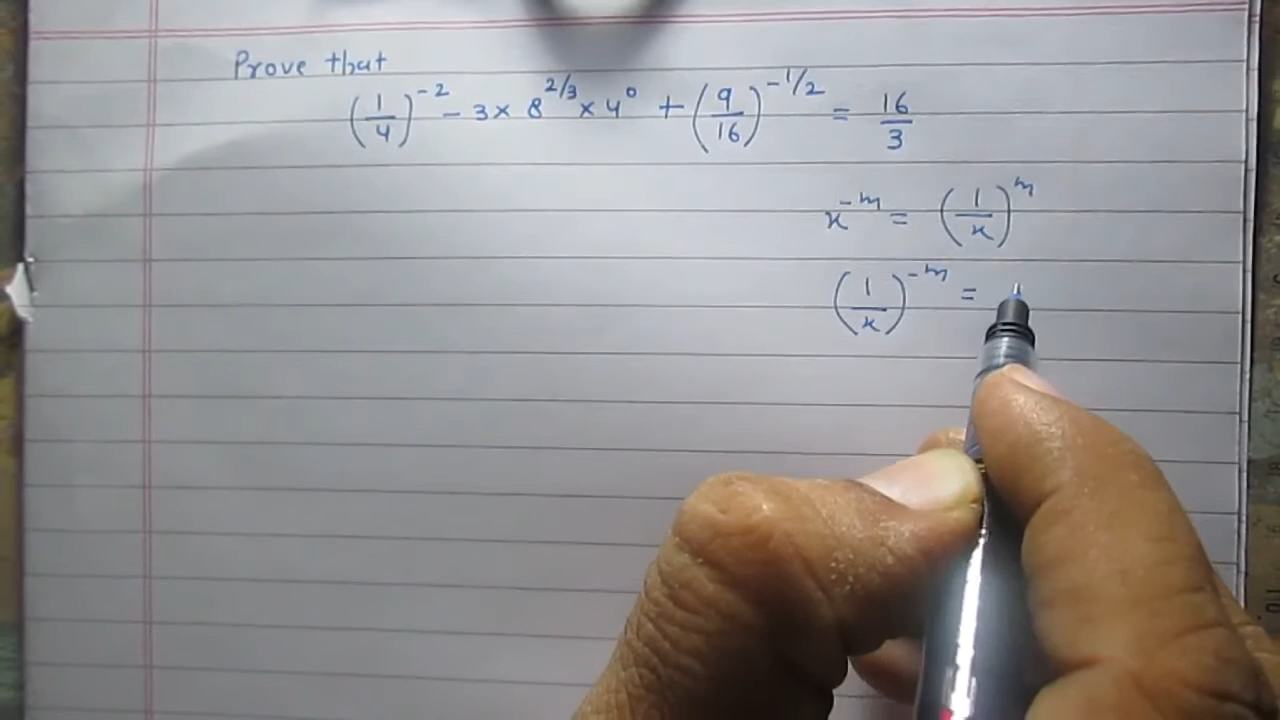 Prove that
(1/4)^-2 - 3 × 8^2/3 × 4^0 + (9/16)^-1/2 = 16/3
x^-m = (1/x)^m
(1/x)^-m =